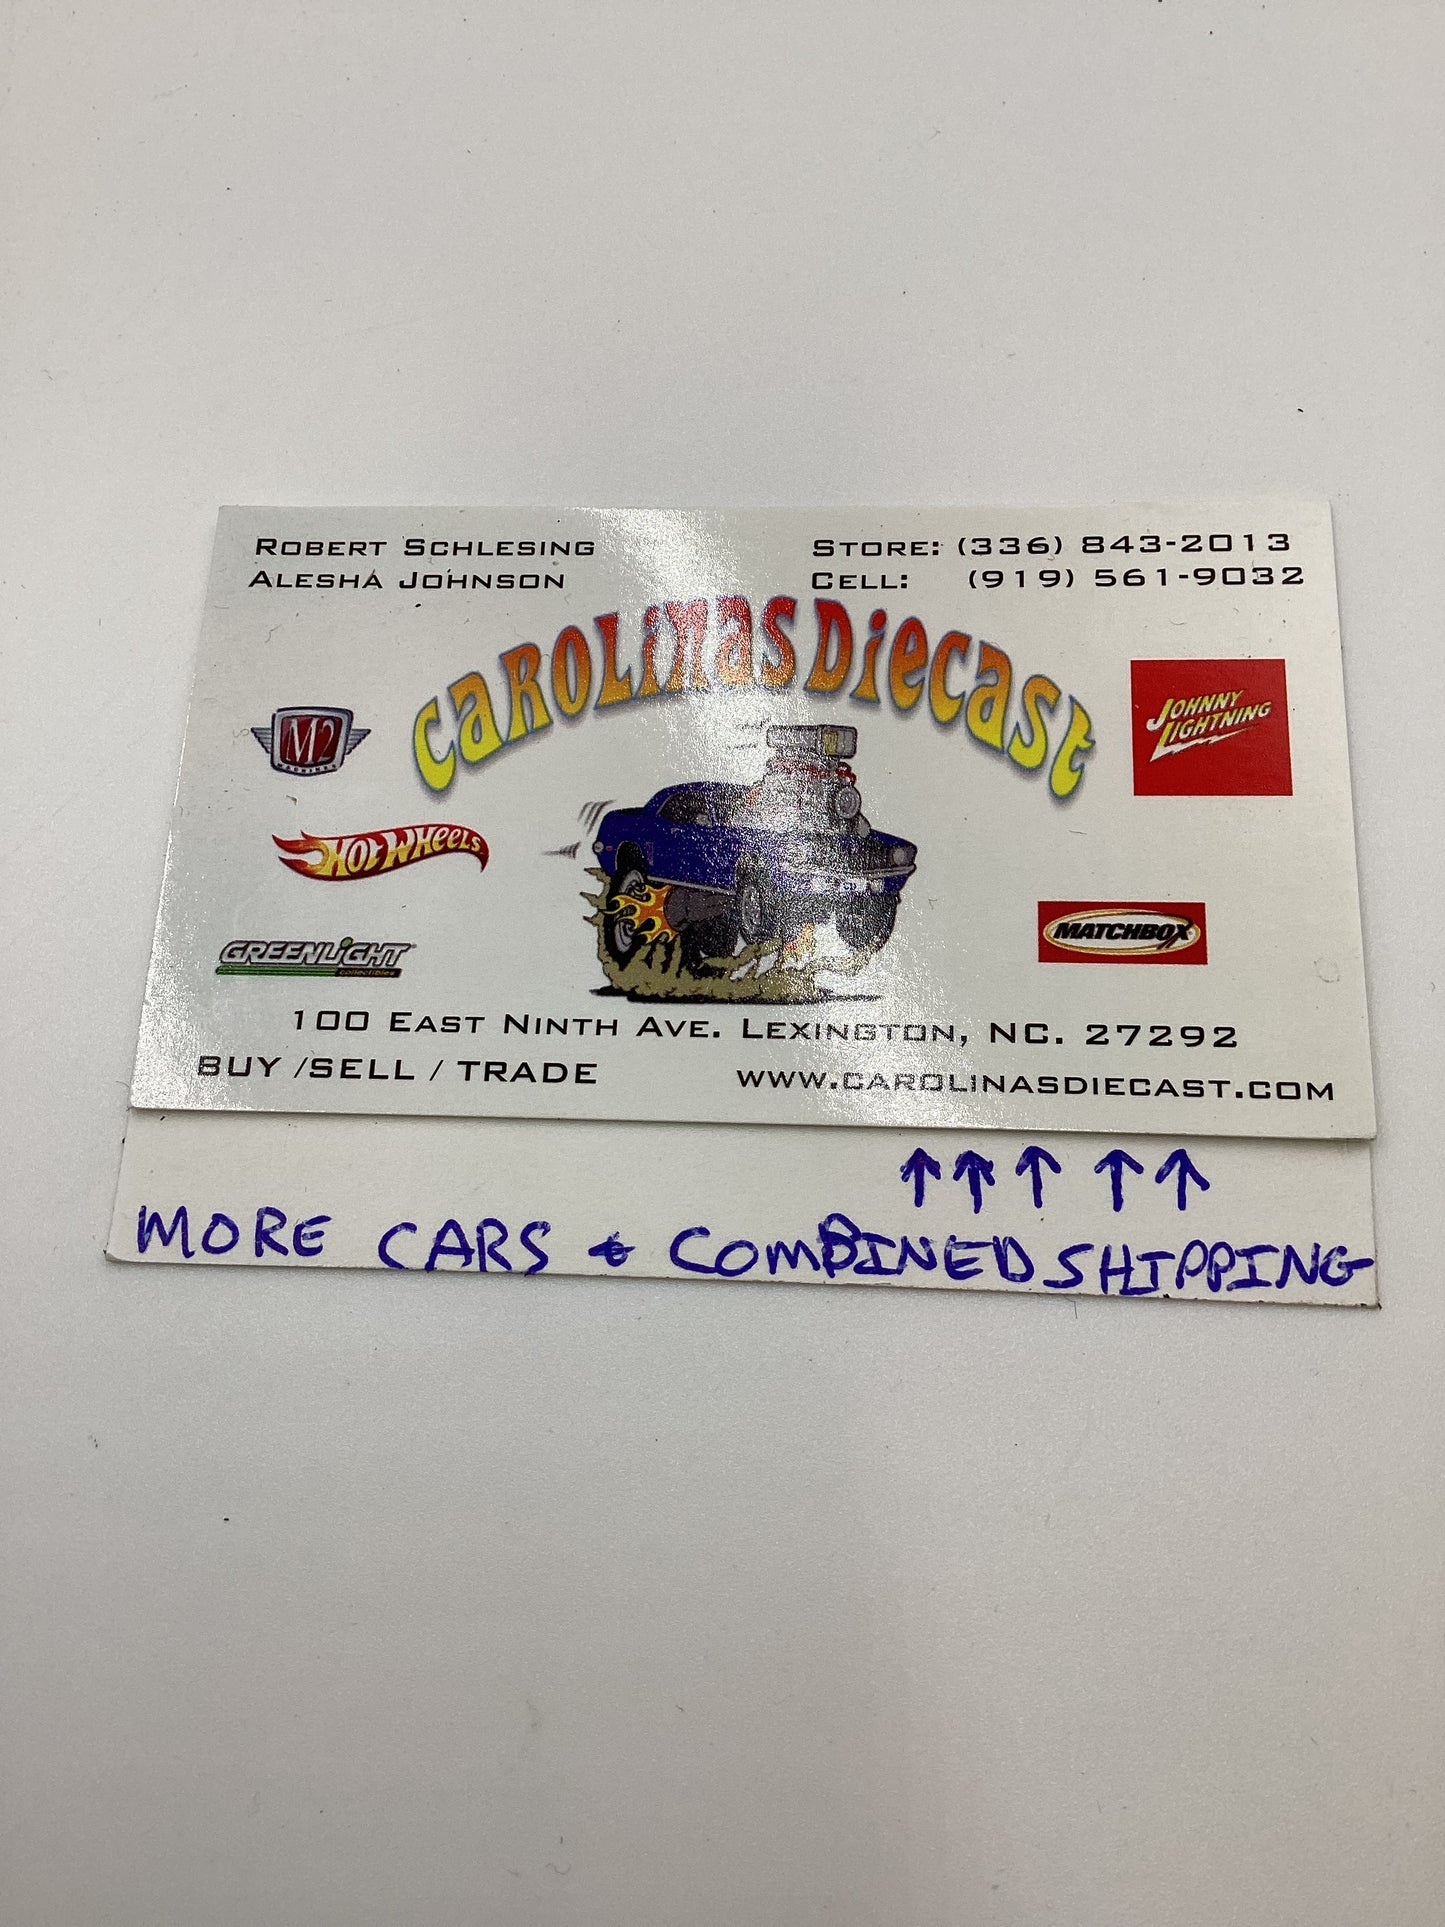 ROBERT SCHLESING
ALESHA JOHNSON
STORE: (336) 843-2013
CELL: (919) 561-9032
CAROLINAS DIECAST
M2
MACHINES
JOHNNY
LIGHTNING
HOT WHEELS
MATCHBOX
GREENLIGHT
collectibles
100 EAST NINTH AVE. LEXINGTON, NC. 27292
BUY /SELL / TRADE
WWW.CAROLINASDIECAST.COM
↑ ↑ ↑ ↑ ↑
MORE CARS & COMBINED SHIPPING